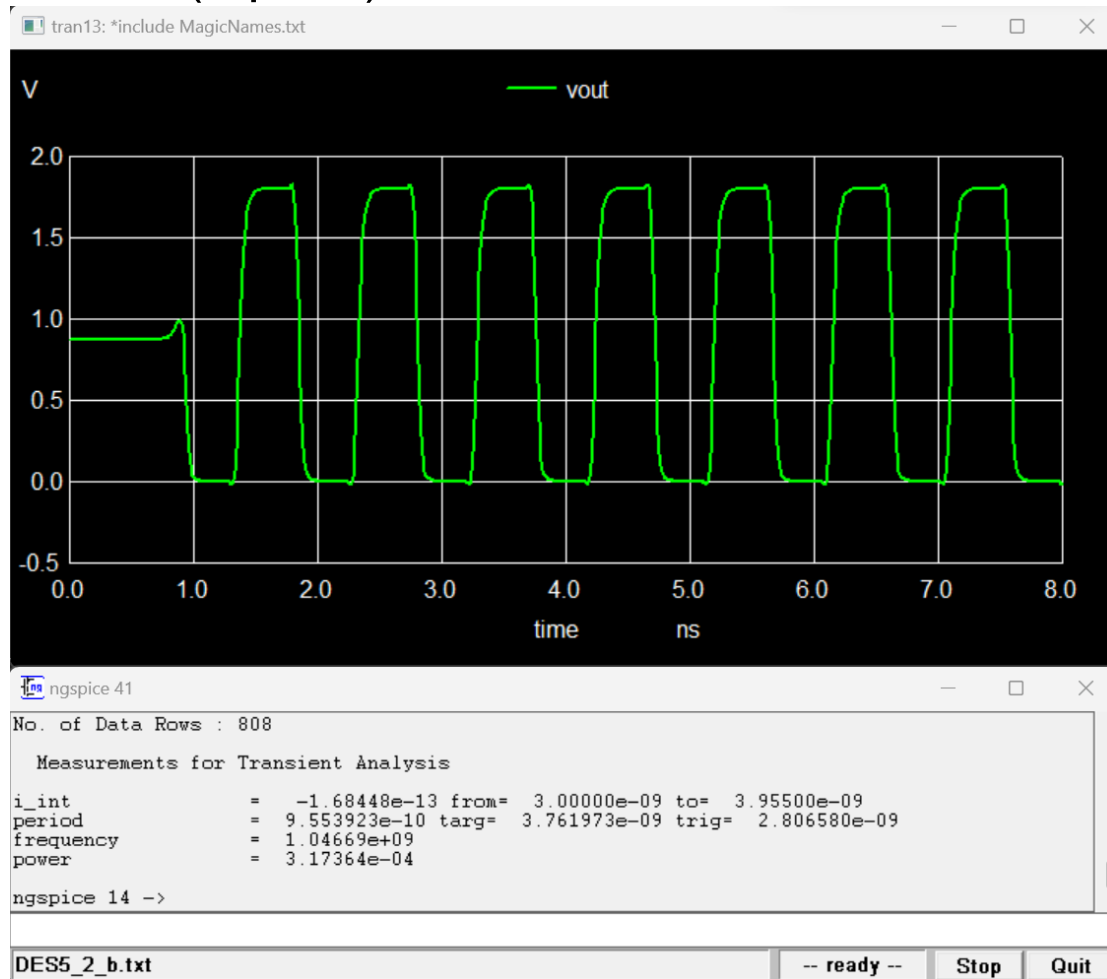 tran13: *include MagicNames.txt
V
vout
2.0
1.5
1.0
0.5
0.0
-0.5
0.0 1.0 2.0 3.0 4.0 5.0 6.0 7.0 8.0
time ns
ngspice 41
No. of Data Rows : 808
Measurements for Transient Analysis
i_int = -1.68448e-13 from= 3.00000e-09 to= 3.95500e-09
period = 9.553923e-10 targ= 3.761973e-09 trig= 2.806580e-09
frequency = 1.04669e+09
power = 3.17364e-04
ngspice 14 ->
DES5_2_b.txt -- ready -- Stop Quit